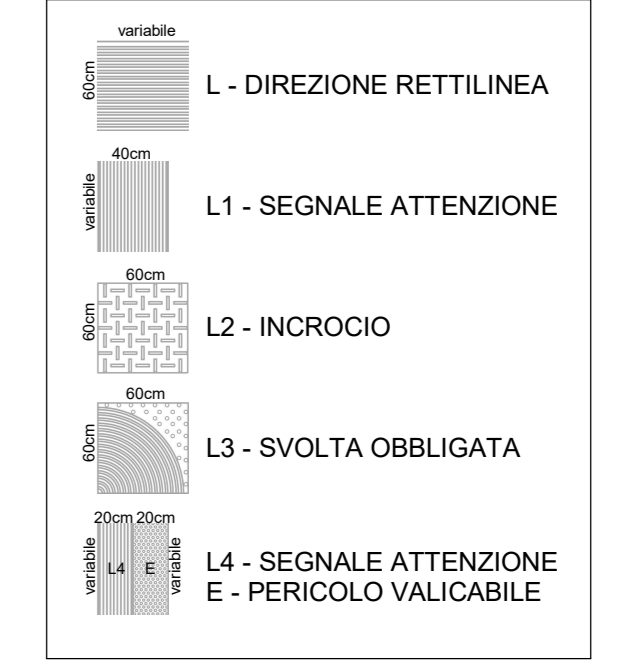 variabile
60cm
L - DIREZIONE RETTILINEA
40cm
variabile
L1 - SEGNALE ATTENZIONE
60cm
60cm
L2 - INCROCIO
60cm
60cm
L3 - SVOLTA OBBLIGATA
20cm 20cm
variabile
L4
E
variabile
L4 - SEGNALE ATTENZIONE
E - PERICOLO VALICABILE